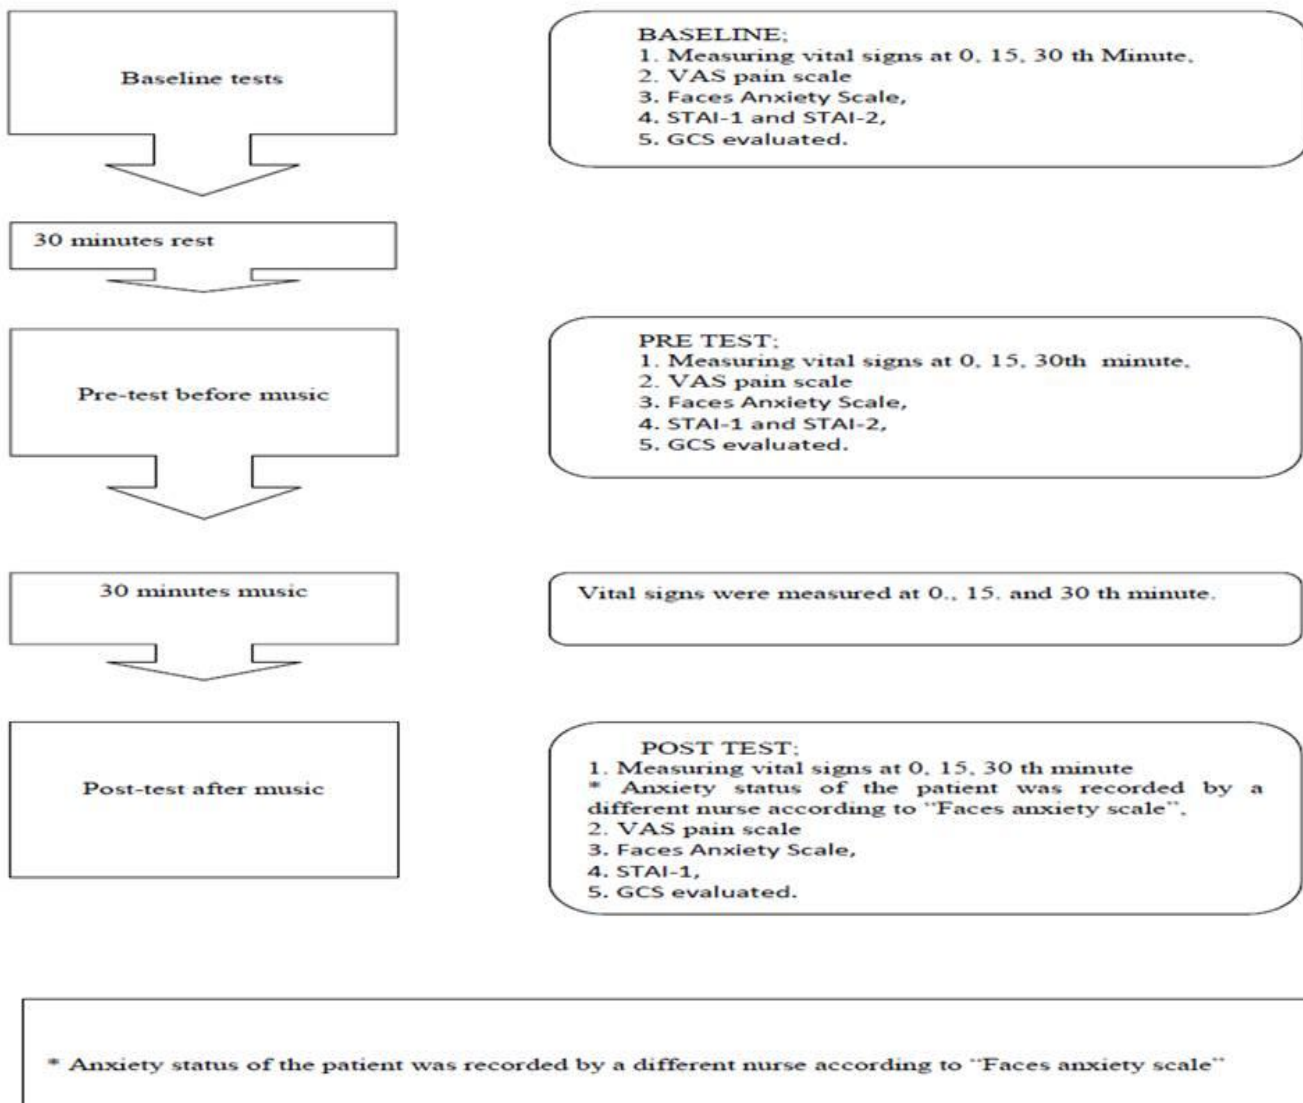 Baseline tests
BASELINE;
1. Measuring vital signs at 0, 15, 30 th Minute,
2. VAS pain scale
3. Faces Anxiety Scale,
4. STAI-1 and STAI-2,
5. GCS evaluated.
30 minutes rest
Pre-test before music
PRE TEST;
1. Measuring vital signs at 0, 15, 30th minute,
2. VAS pain scale
3. Faces Anxiety Scale,
4. STAI-1 and STAI-2,
5. GCS evaluated.
30 minutes music
Vital signs were measured at 0., 15. and 30 th minute.
Post-test after music
POST TEST;
1. Measuring vital signs at 0, 15, 30 th minute
* Anxiety status of the patient was recorded by a
different nurse according to "Faces anxiety scale",
2. VAS pain scale
3. Faces Anxiety Scale,
4. STAI-1,
5. GCS evaluated.
* Anxiety status of the patient was recorded by a different nurse according to "Faces anxiety scale"